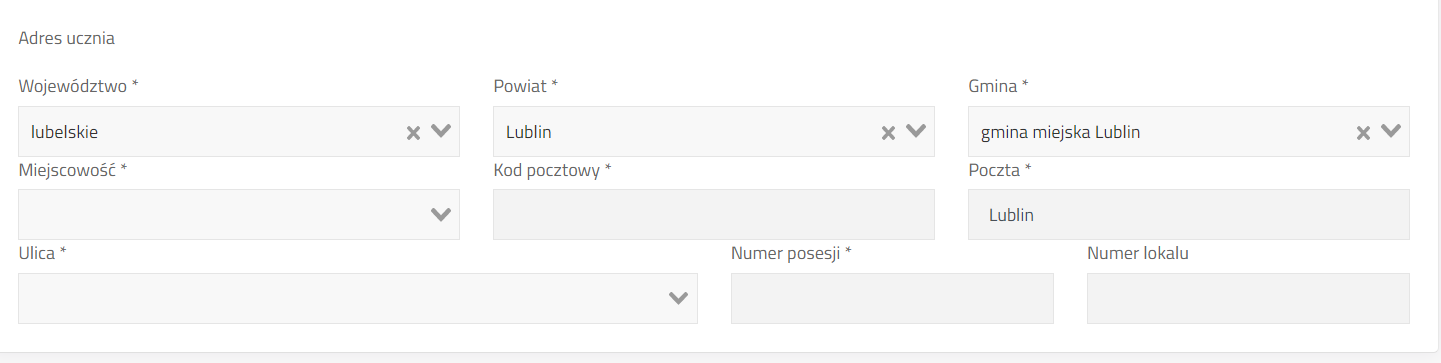 Adres ucznia
Województwo * Powiat * Gmina *
lubelskie Lublin gmina miejska Lublin
Miejscowość * Kod pocztowy * Poczta *
Lublin
Ulica * Numer posesji * Numer lokalu